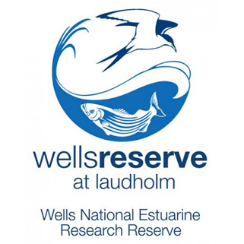 wellsreserve
at laudholm
Wells National Estuarine
Research Reserve